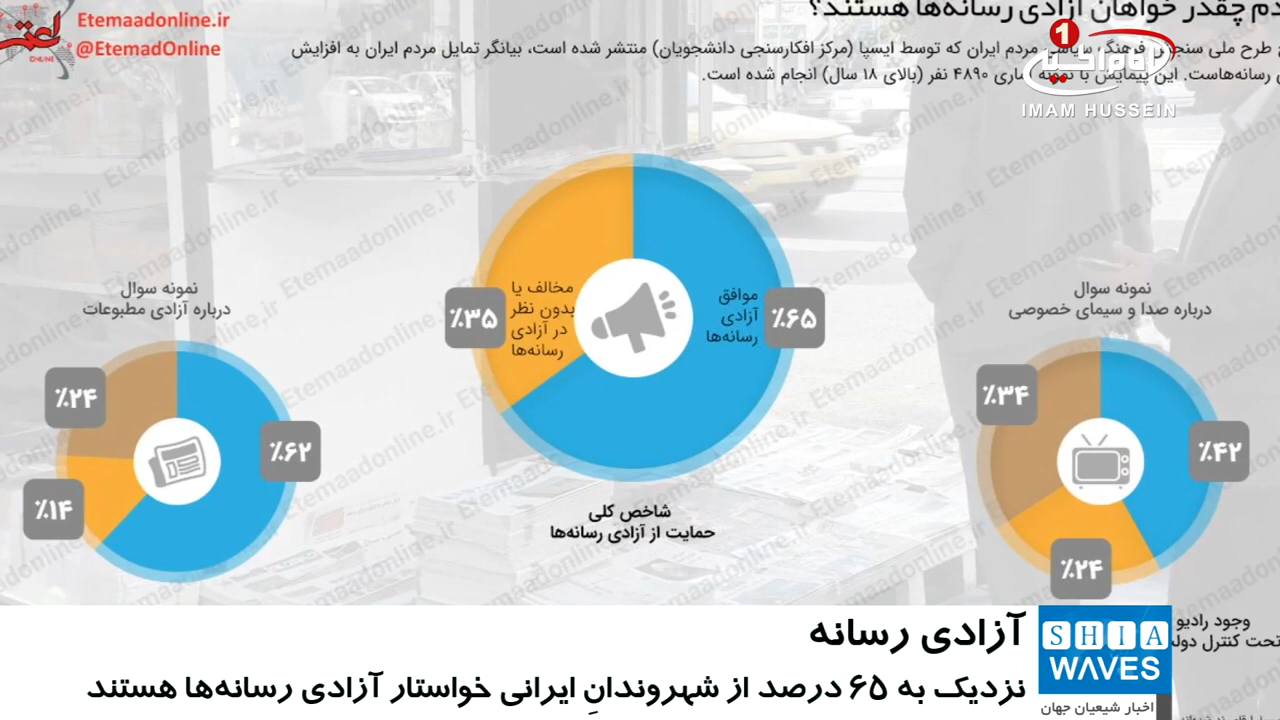 Etemaadonline.ir
@EtemadOnline
ONLINE
چقدر خواهان آزادی رسانه‌ها هستند؟
طرح ملی سنجش فرهنگ سیاسی مردم ایران که توسط ایسپا (مرکز افکارسنجی دانشجویان) منتشر شده است، بیانگر تمایل مردم ایران به افزایش
رسانه‌هاست. این پیمایش با نمونه آماری ۴۸۹۰ نفر (بالای ۱۸ سال) انجام شده است.
1
امام حسین
IMAM HUSSEIN
نمونه سوال
درباره صدا و سیمای خصوصی
٪۳۴
٪۴۲
٪۲۴
موافق
آزادی
رسانه‌ها
٪۶۵
مخالف یا
بدون نظر
در آزادی
رسانه‌ها
٪۳۵
شاخص کلی
حمایت از آزادی رسانه‌ها
نمونه سوال
درباره آزادی مطبوعات
٪۲۴
٪۶۲
٪۱۴
وجود رادیو
تحت کنترل
SHIA
WAVES
اخبار شیعیان جهان
آزادی رسانه
نزدیک به ۶۵ درصد از شهروندانِ ایرانی خواستار آزادی رسانه‌ها هستند